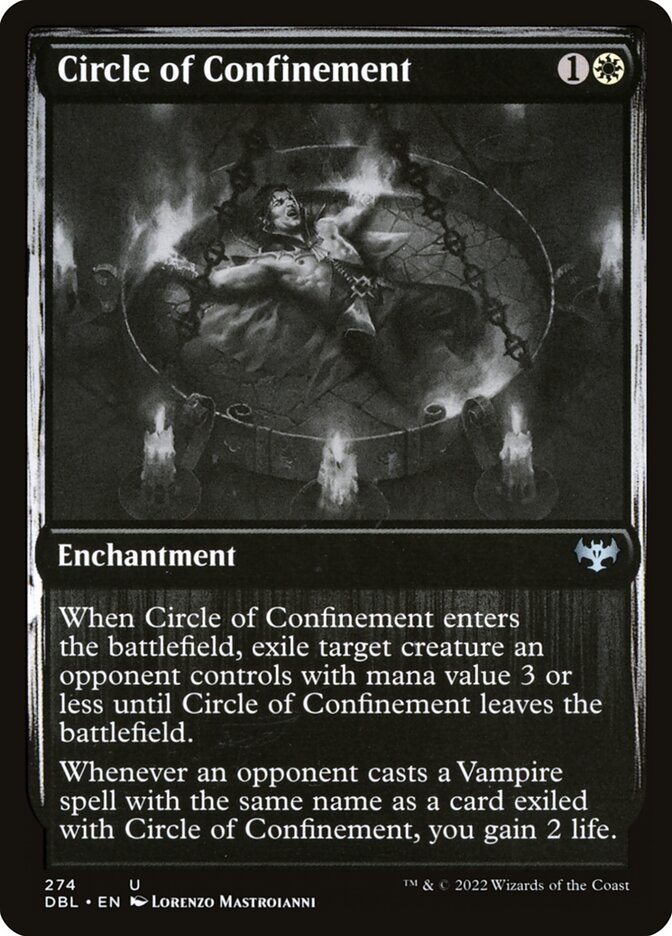 Circle of Confinement 1
Enchantment
When Circle of Confinement enters
the battlefield, exile target creature an
opponent controls with mana value 3 or
less until Circle of Confinement leaves the
battlefield.
Whenever an opponent casts a Vampire
spell with the same name as a card exiled
with Circle of Confinement, you gain 2 life.
274 U ™ & © 2022 Wizards of the Coast
DBL • EN Lorenzo Mastroianni